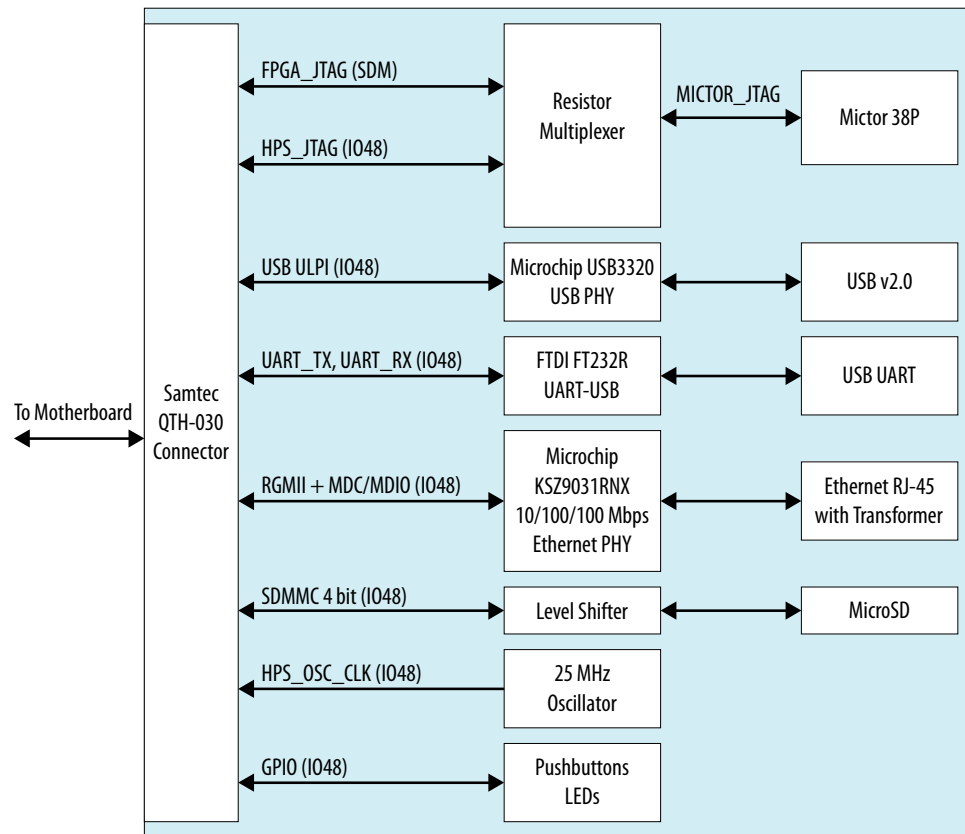 FPGA_JTAG (SDM)
Resistor
Multiplexer
MICTOR_JTAG
Mictor 38P
HPS_JTAG (IO48)
USB ULPI (IO48)
Microchip USB3320
USB PHY
USB v2.0
UART_TX, UART_RX (IO48)
FTDI FT232R
UART-USB
USB UART
To Motherboard
Samtec
QTH-030
Connector
RGMII + MDC/MDIO (IO48)
Microchip
KSZ9031RNX
10/100/100 Mbps
Ethernet PHY
Ethernet RJ-45
with Transformer
SDMMC 4 bit (IO48)
Level Shifter
MicroSD
HPS_OSC_CLK (IO48)
25 MHz
Oscillator
GPIO (IO48)
Pushbuttons
LEDs